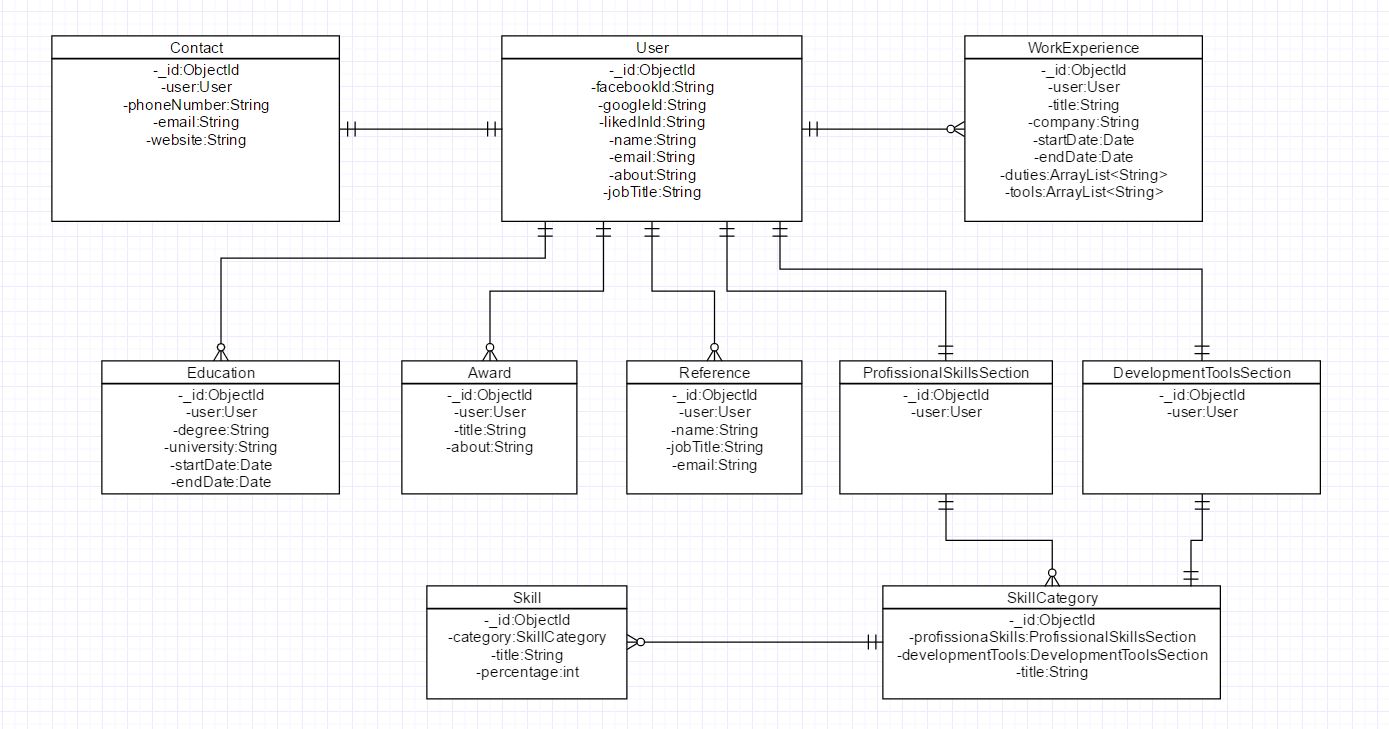 Contact
-_id:ObjectId
-user:User
-phoneNumber:String
-email:String
-website:String
User
-_id:ObjectId
-facebookId:String
-googleId:String
-likedInId:String
-name:String
-email:String
-about:String
-jobTitle:String
WorkExperience
-_id:ObjectId
-user:User
-title:String
-company:String
-startDate:Date
-endDate:Date
-duties:ArrayList<String>
-tools:ArrayList<String>
Education
-_id:ObjectId
-user:User
-degree:String
-university:String
-startDate:Date
-endDate:Date
Award
-_id:ObjectId
-user:User
-title:String
-about:String
Reference
-_id:ObjectId
-user:User
-name:String
-jobTitle:String
-email:String
ProfissionalSkillsSection
-_id:ObjectId
-user:User
DevelopmentToolsSection
-_id:ObjectId
-user:User
Skill
-_id:ObjectId
-category:SkillCategory
-title:String
-percentage:int
SkillCategory
-_id:ObjectId
-profissionaSkills:ProfissionalSkillsSection
-developmentTools:DevelopmentToolsSection
-title:String